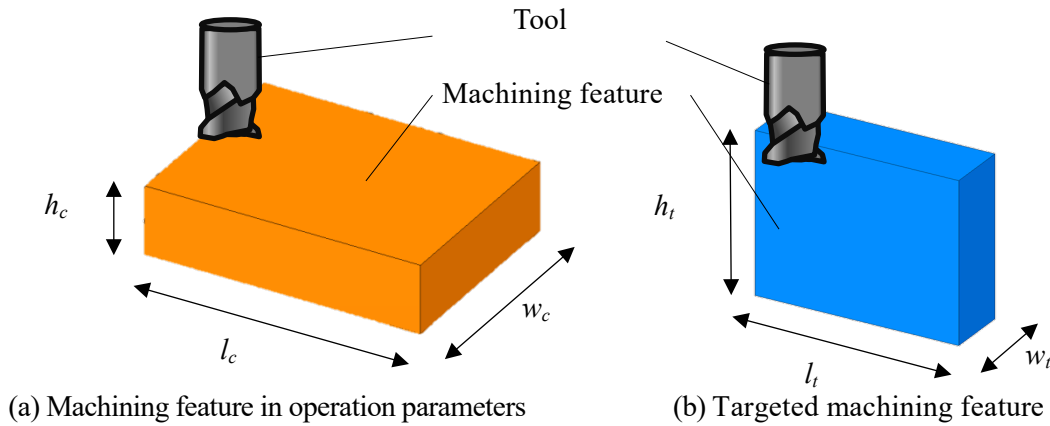 Tool
Machining feature
h_c
h_t
w_c
l_c
w_t
l_t
(a) Machining feature in operation parameters
(b) Targeted machining feature